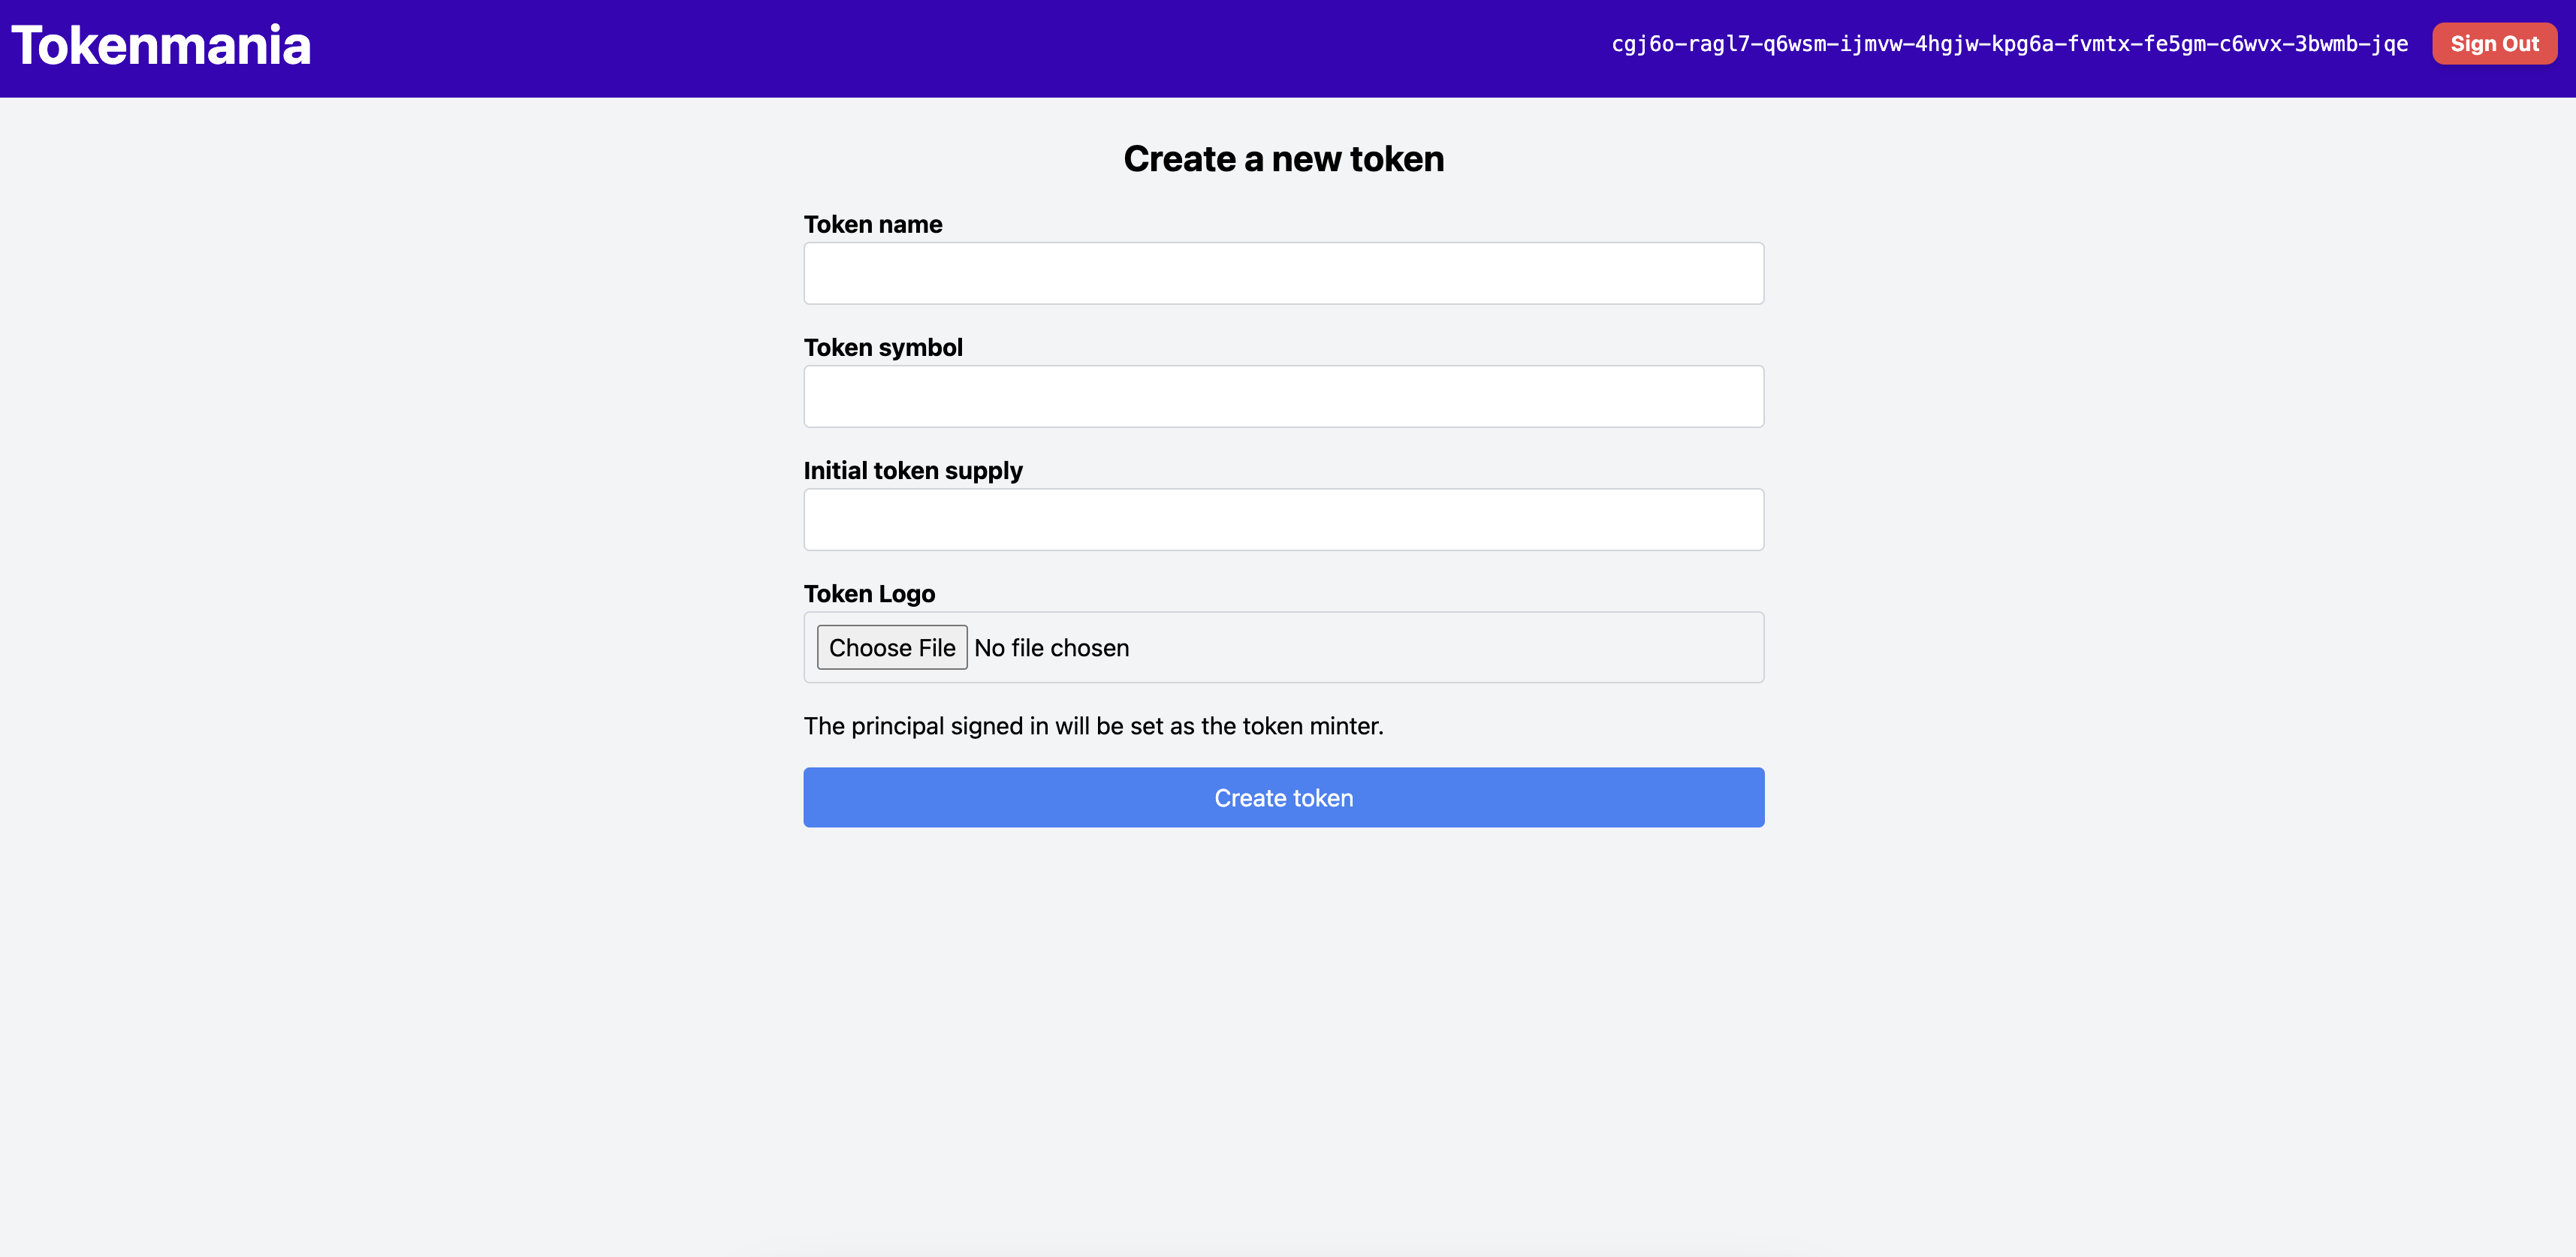 Tokenmania
cgj6o-ragl7-q6wsm-ijmvw-4hgjw-kpg6a-fvmtx-fe5gm-c6wvx-3bwmb-jqe
Sign Out
Create a new token
Token name
Token symbol
Initial token supply
Token Logo
Choose File No file chosen
The principal signed in will be set as the token minter.
Create token